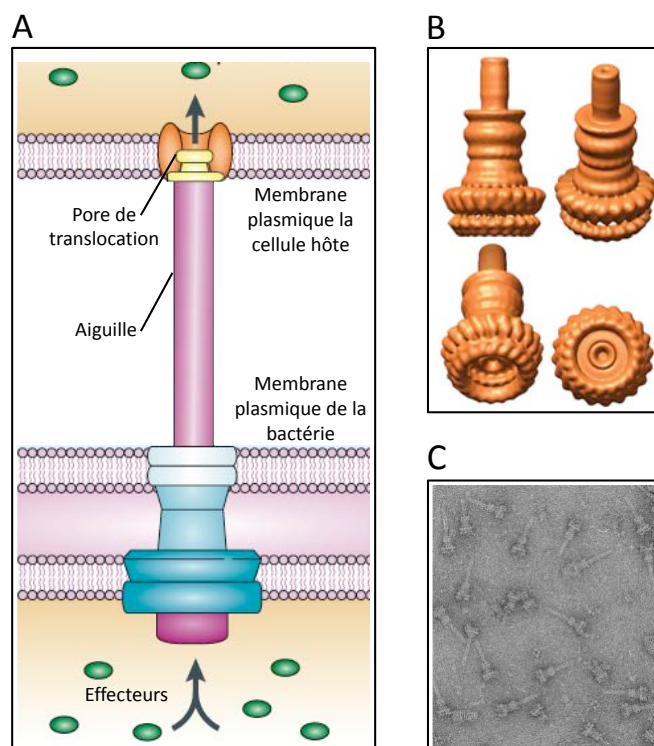 A
B
Pore de
translocation
Membrane
plasmique la
cellule hôte
Aiguille
Membrane
plasmique de la
bactérie
C
Effecteurs